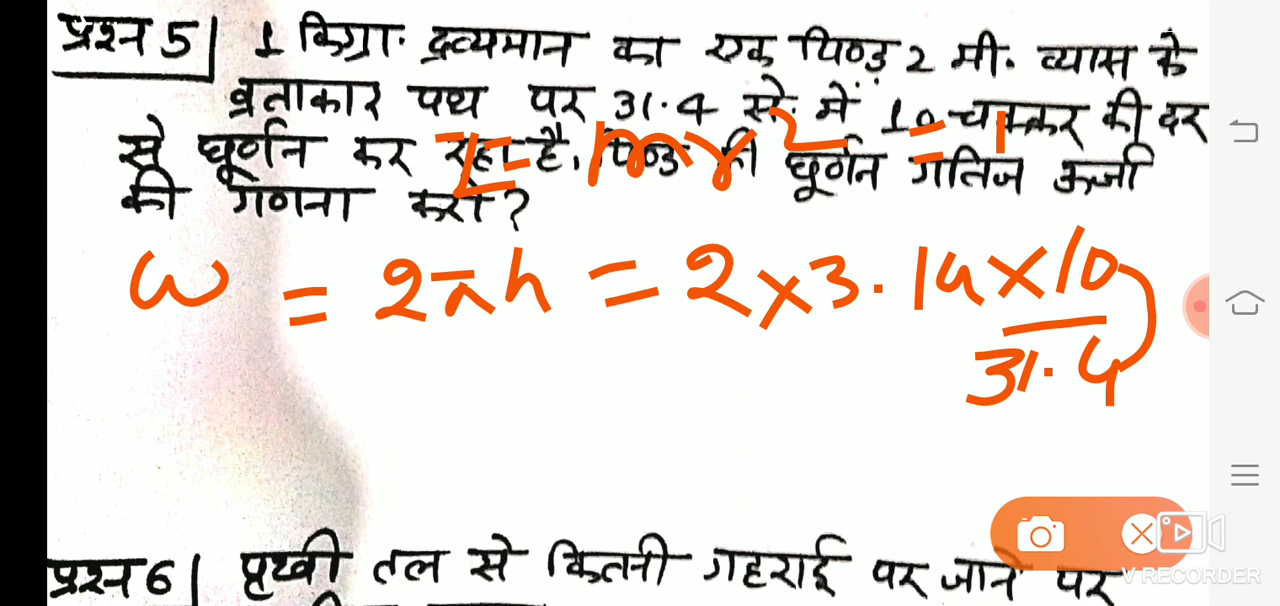 प्रश्न 5| 1 किग्रा. द्रव्यमान का एक पिण्ड 2 मी. व्यास के
व्रताकार पथ पर 31.4 से. में 10 चक्कर की दर
से घूर्णन कर रहा है, पिण्ड की घूर्णन गतिज ऊर्जा
की गणना करो?
I = mr² = 1
ω = 2πn = 2×3.14×10
31.4
प्रश्न 6| पृथ्वी तल से कितनी गहराई पर जाने पर
V RECORDER